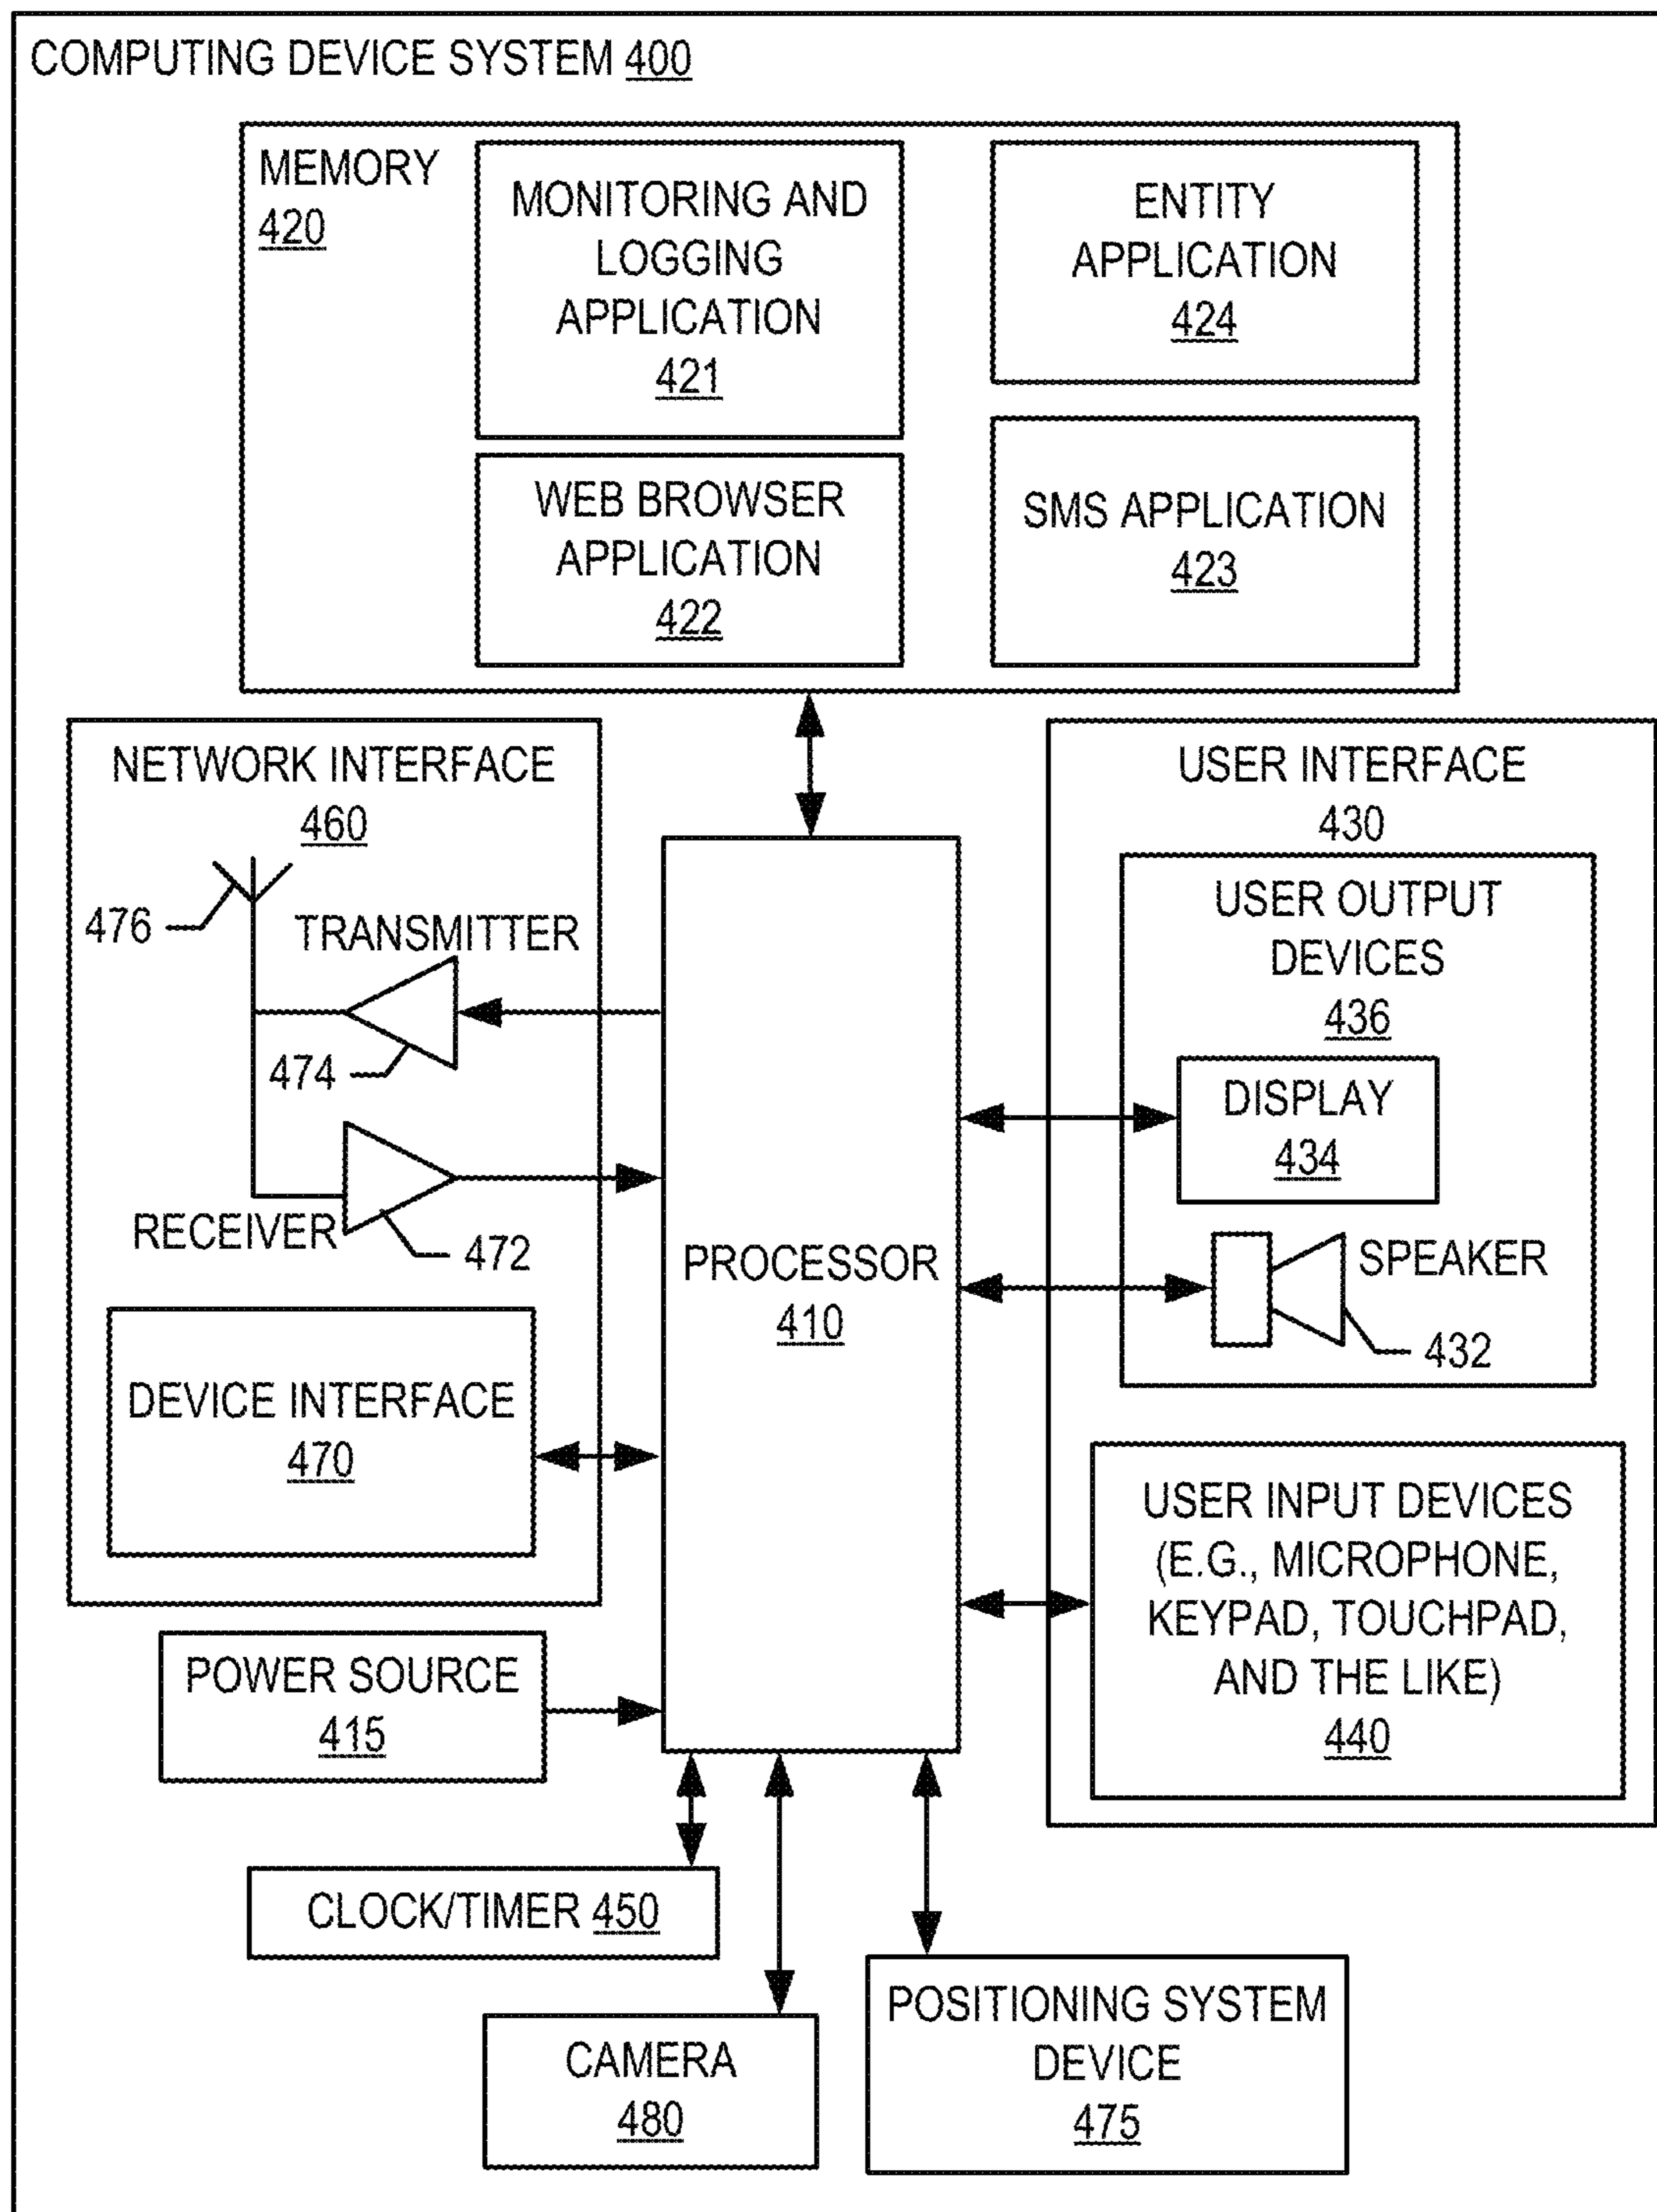 COMPUTING DEVICE SYSTEM 400
MEMORY
420
MONITORING AND
LOGGING
APPLICATION
421
ENTITY
APPLICATION
424
WEB BROWSER
APPLICATION
422
SMS APPLICATION
423
NETWORK INTERFACE
460
476
TRANSMITTER
474
RECEIVER
472
DEVICE INTERFACE
470
PROCESSOR
410
USER INTERFACE
430
USER OUTPUT
DEVICES
436
DISPLAY
434
SPEAKER
432
USER INPUT DEVICES
(E.G., MICROPHONE,
KEYPAD, TOUCHPAD,
AND THE LIKE)
440
POWER SOURCE
415
CLOCK/TIMER 450
CAMERA
480
POSITIONING SYSTEM
DEVICE
475